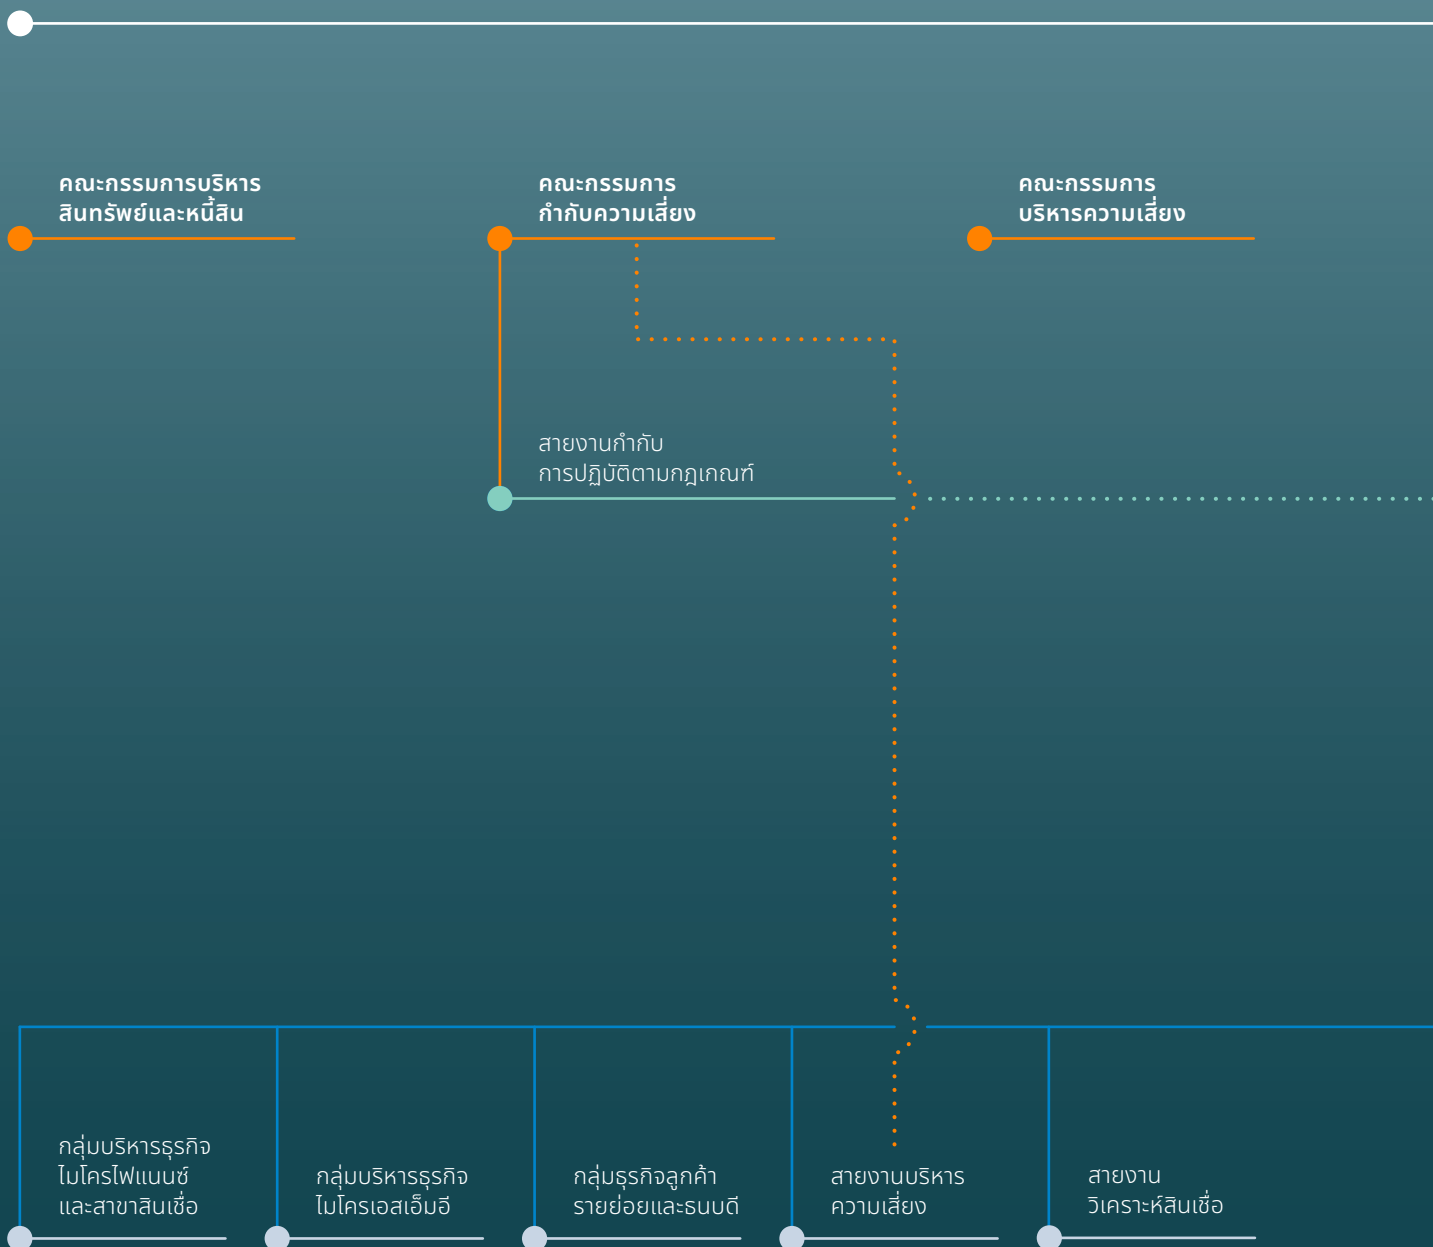 คณะกรรมการบริหาร
สินทรัพย์และหนี้สิน
คณะกรรมการ
กำกับความเสี่ยง
คณะกรรมการ
บริหารความเสี่ยง
สายงานกำกับ
การปฏิบัติตามกฎเกณฑ์
กลุ่มบริหารธุรกิจ
ไมโครไฟแนนซ์
และสาขาสินเชื่อ
กลุ่มบริหารธุรกิจ
ไมโครเอสเอ็มอี
กลุ่มธุรกิจลูกค้า
รายย่อยและธนบดี
สายงานบริหาร
ความเสี่ยง
สายงาน
วิเคราะห์สินเชื่อ